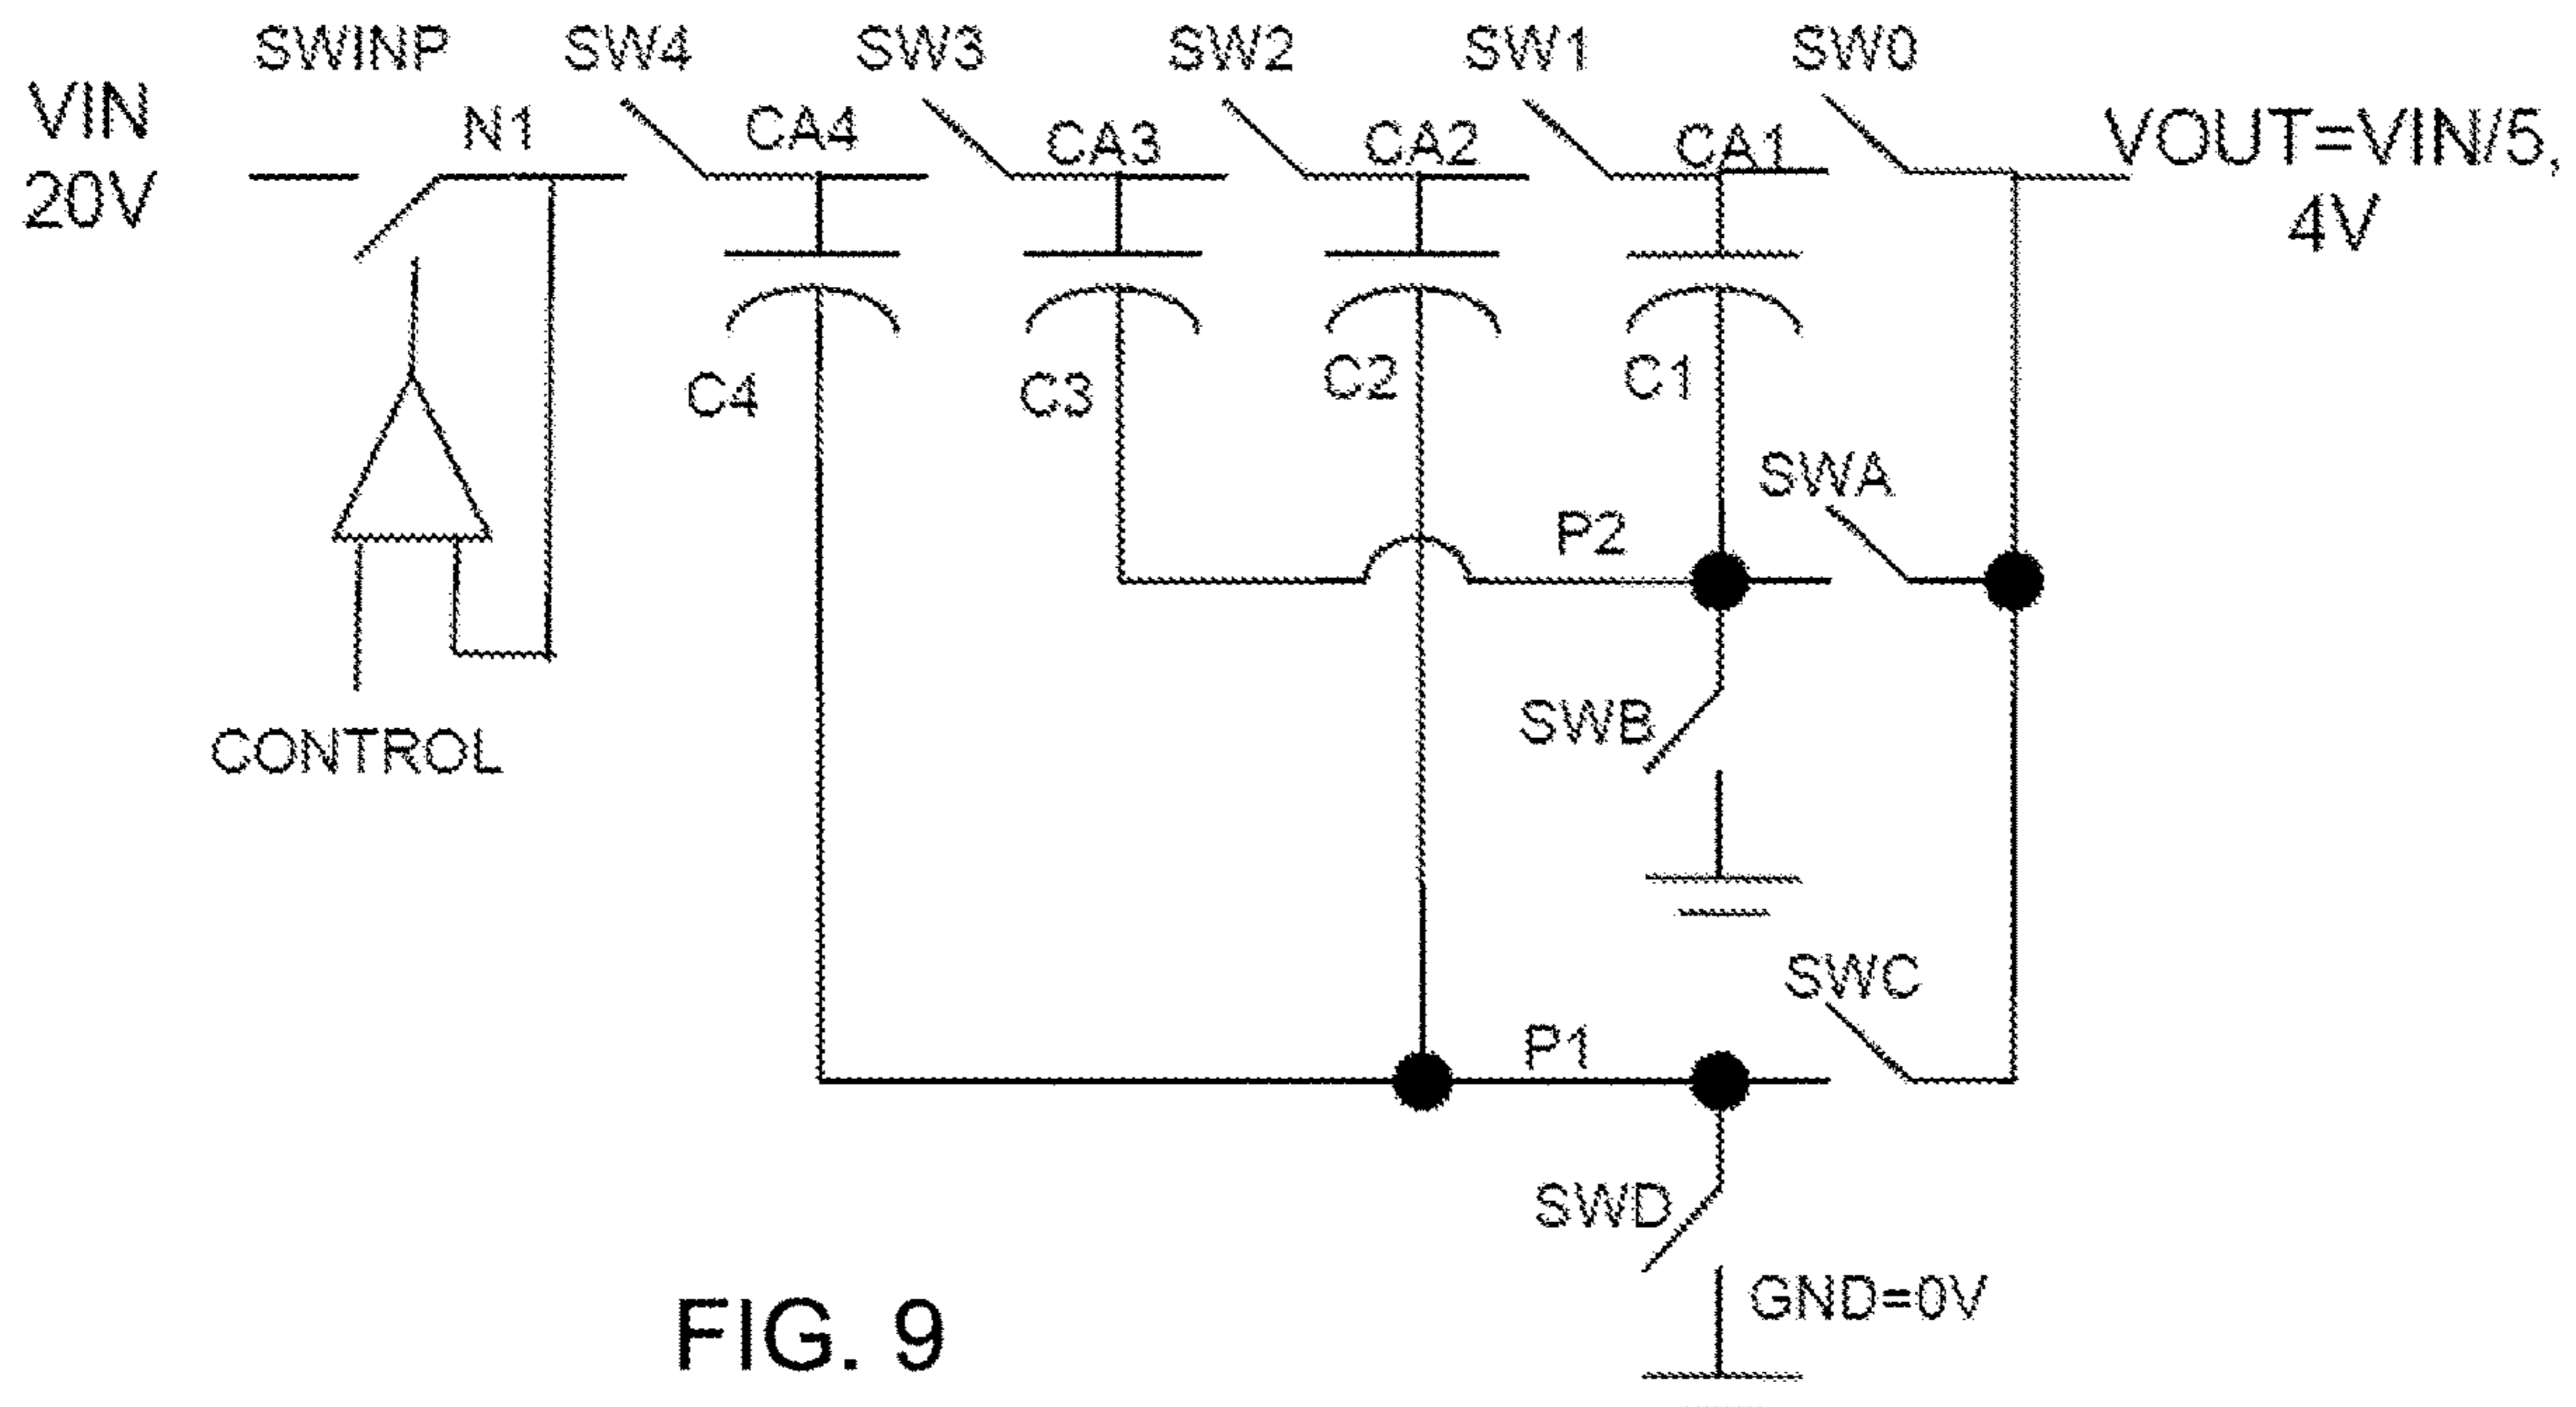 SWINP
SW4
SW3
SW2
SW1
SW0
VIN
20V
N1
CA4
CA3
CA2
CA1
VOUT=VIN/5,
4V
C4
C3
C2
C1
SWA
P2
SWB
CONTROL
SWC
P1
SWD
GND=0V
FIG. 9